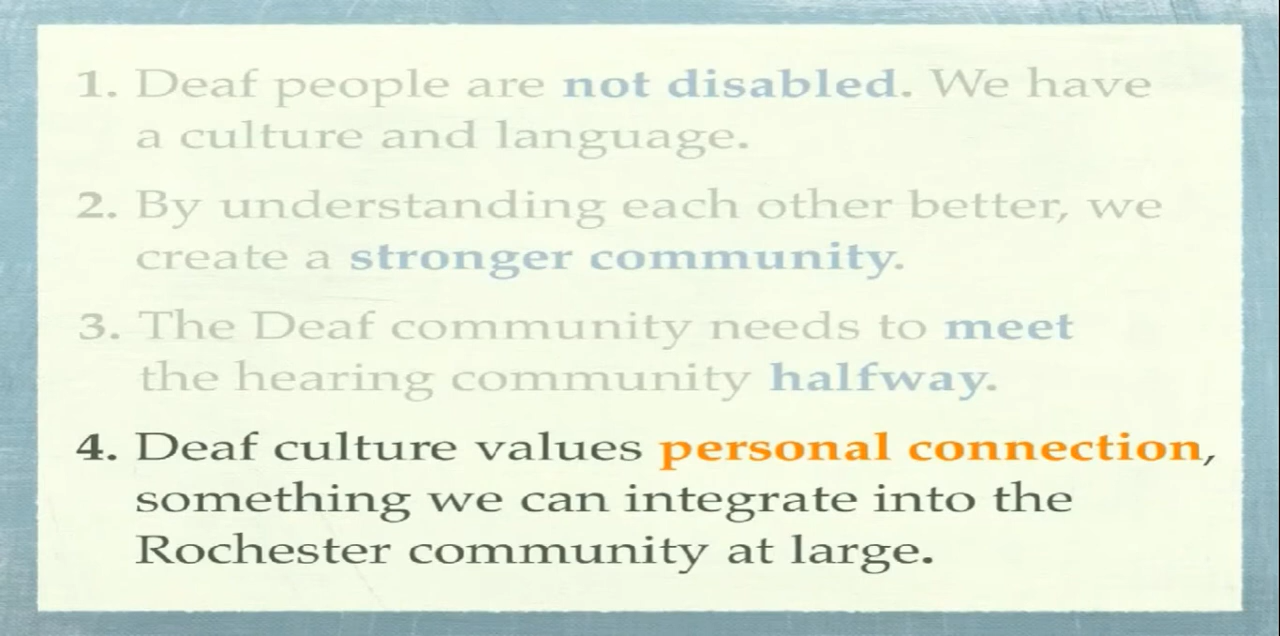 1. Deaf people are not disabled. We have
a culture and language.
2. By understanding each other better, we
create a stronger community.
3. The Deaf community needs to meet
the hearing community halfway.
4. Deaf culture values personal connection,
something we can integrate into the
Rochester community at large.